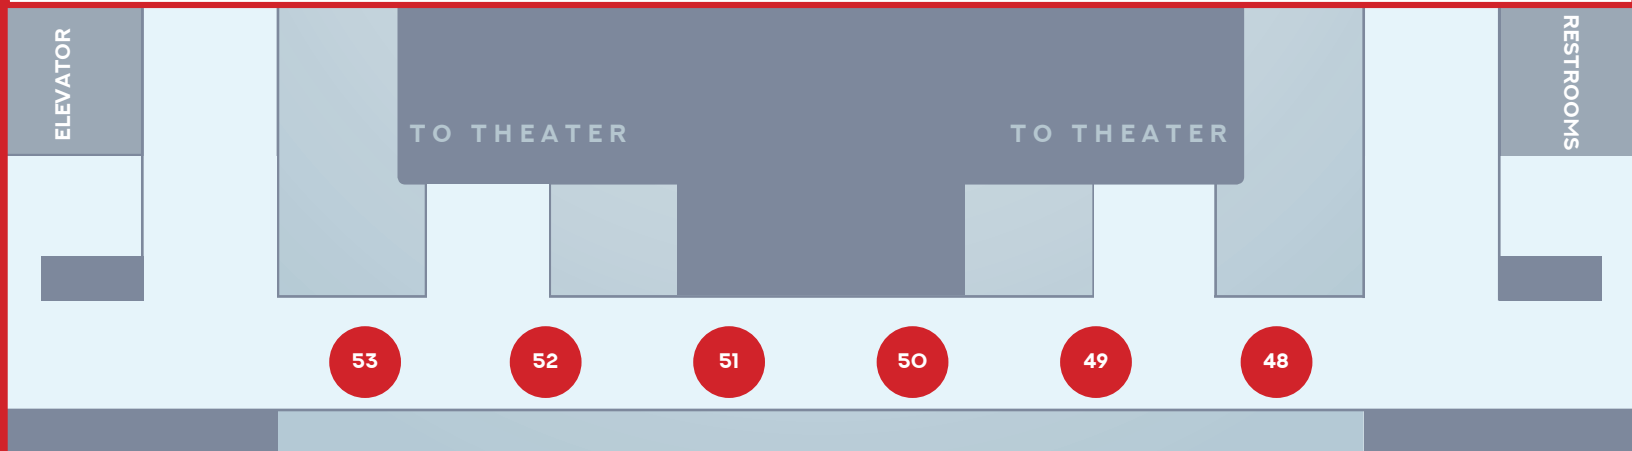 ELEVATOR
RESTROOMS
TO THEATER
TO THEATER
53
52
51
50
49
48